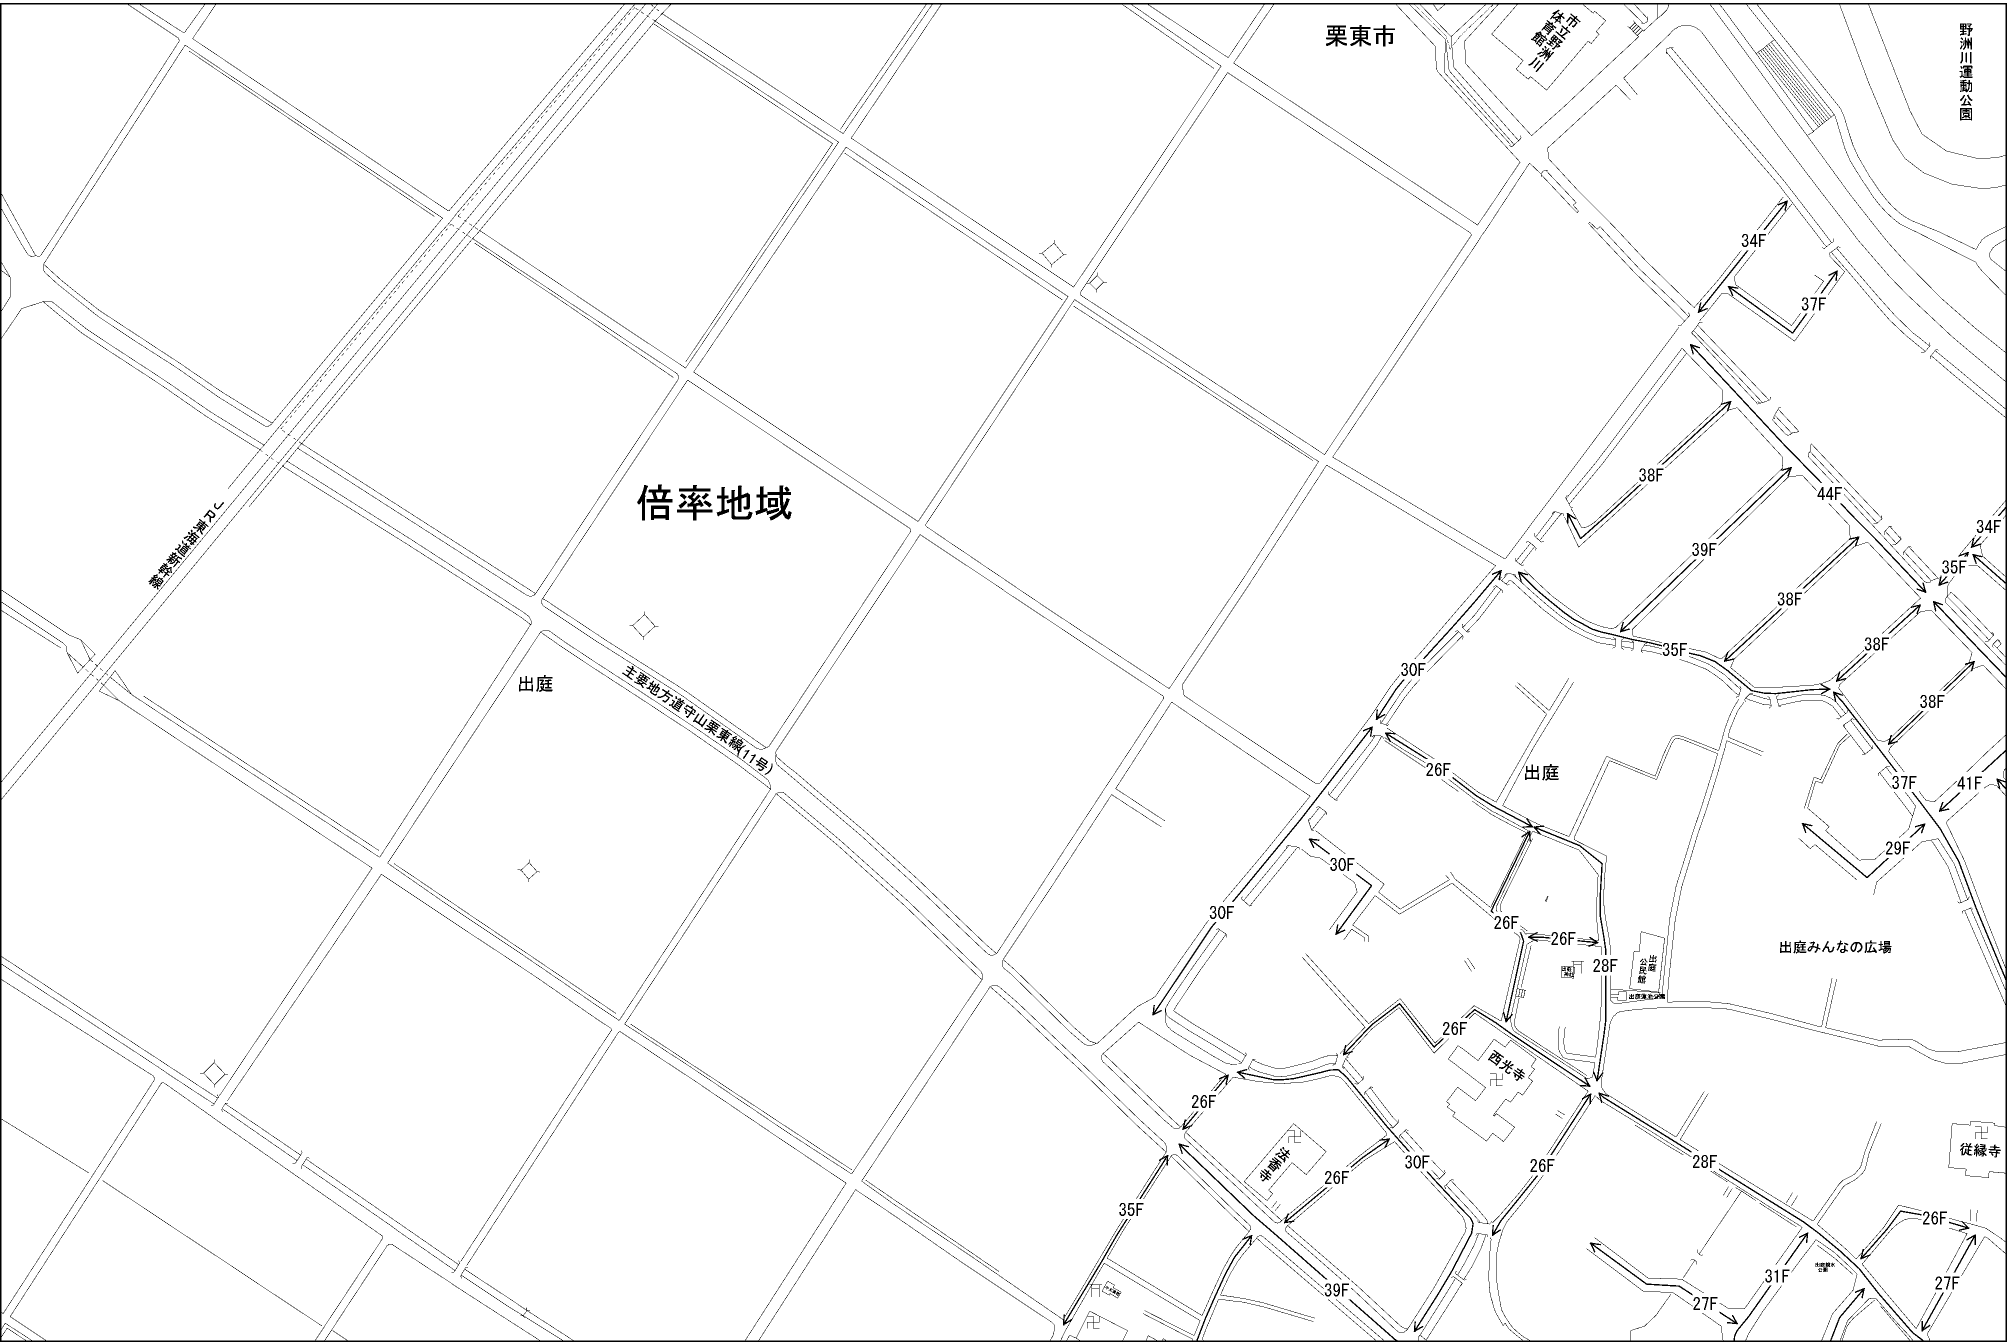 栗東市
市立野洲川
体育館
野洲川運動公園
34F
37F
倍率地域
JR東海道新幹線
38F
44F
34F
39F
35F
38F
38F
35F
30F
38F
出庭
主要地方道守山栗東線(11号)
26F
出庭
37F
41F
30F
29F
30F
26F
26F
28F
出庭
公民館
出庭みんなの広場
26F
西光寺
26F
法香寺
26F
30F
26F
28F
従縁寺
35F
26F
31F
27F
27F
39F